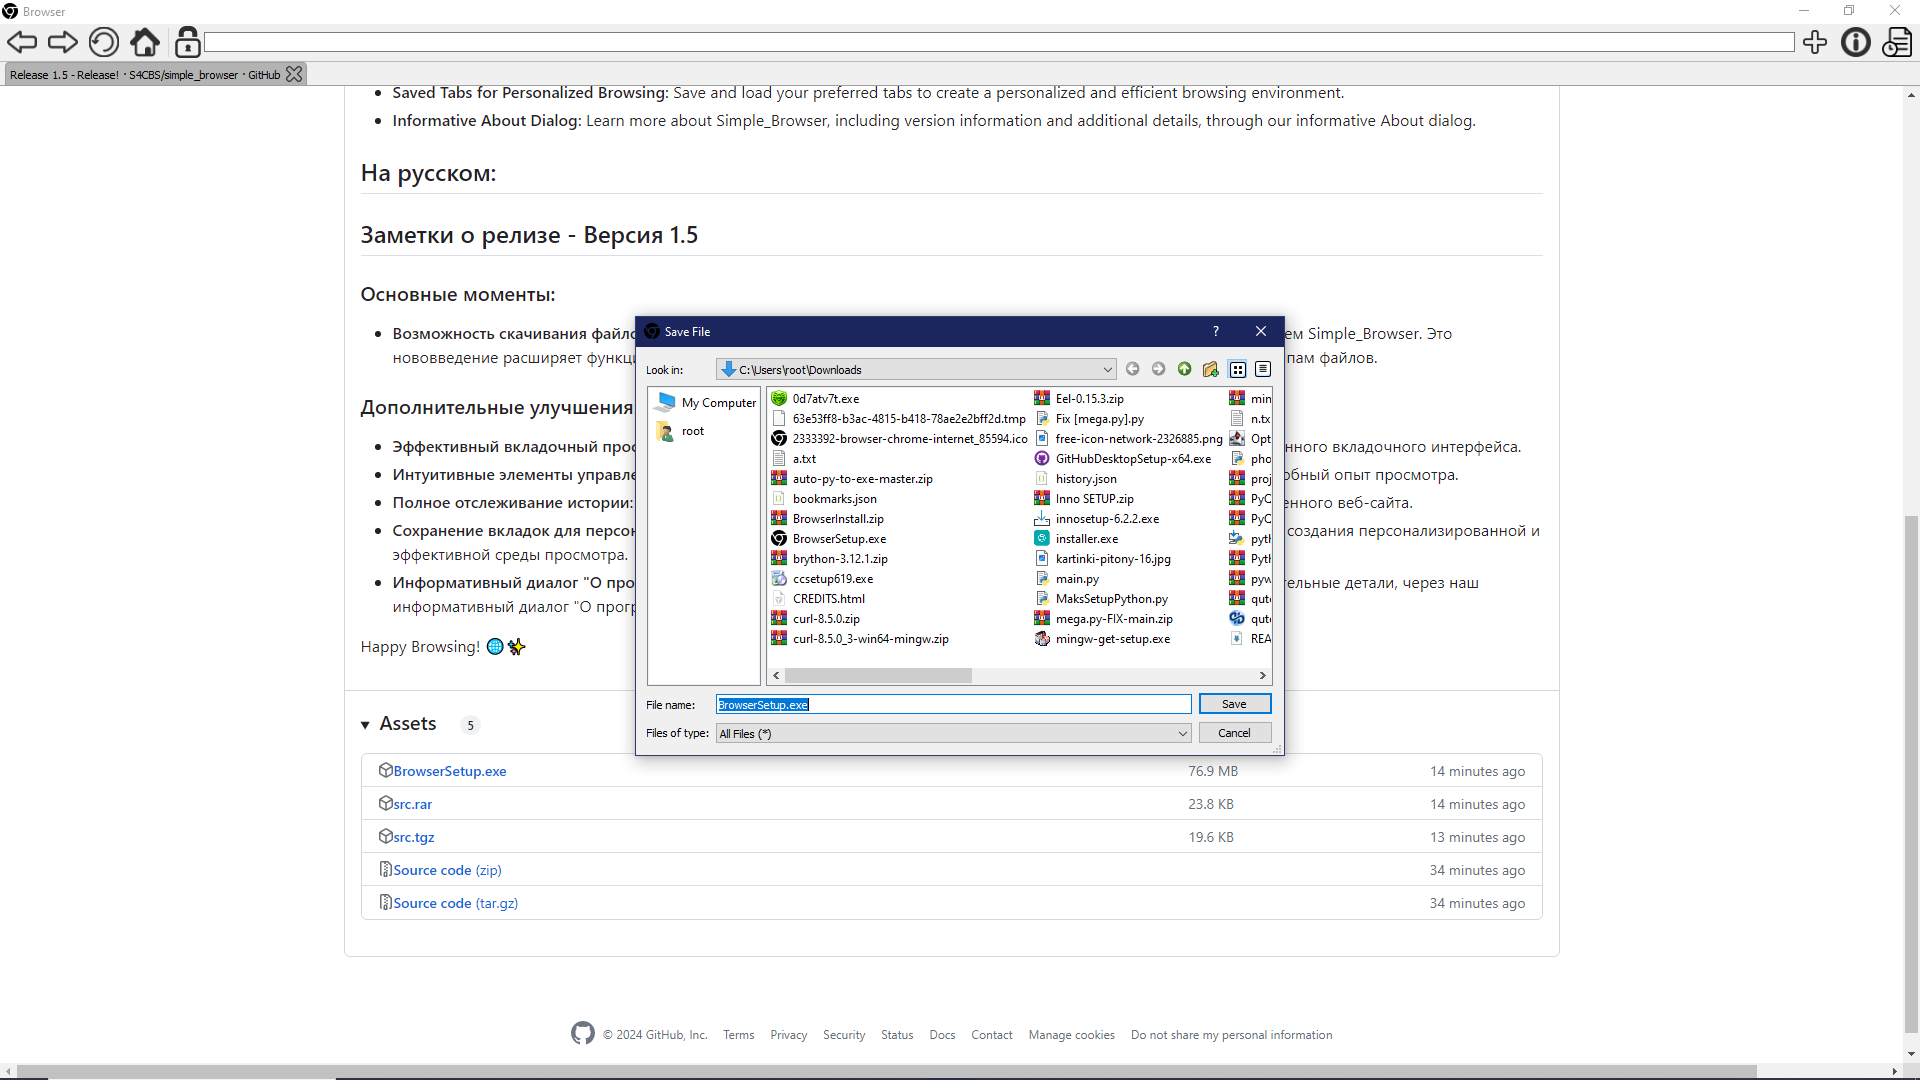 Browser
Release 1.5 - Release! · S4CBS/simple_browser · GitHub
Saved Tabs for Personalized Browsing: Save and load your preferred tabs to create a personalized and efficient browsing environment.
Informative About Dialog: Learn more about Simple_Browser, including version information and additional details, through our informative About dialog.
На русском:
Заметки о релизе - Версия 1.5
Основные моменты:
Возможность скачивания файло
ем Simple_Browser. Это
нововведение расширяет функци
пам файлов.
Дополнительные улучшения
Эффективный вкладочный прос
нного вкладочного интерфейса.
Интуитивные элементы управле
обный опыт просмотра.
Полное отслеживание истории:
енного веб-сайта.
Сохранение вкладок для персон
создания персонализированной и
эффективной среды просмотра.
Информативный диалог "О про
тельные детали, через наш
информативный диалог "О прогр
Happy Browsing!
Save File
?
Look in:
C:\Users\root\Downloads
My Computer
root
0d7atv7t.exe
63e53ff8-b3ac-4815-b418-78ae2e2bff2d.tmp
2333392-browser-chrome-internet_85594.ico
a.txt
auto-py-to-exe-master.zip
bookmarks.json
BrowserInstall.zip
BrowserSetup.exe
brython-3.12.1.zip
ccsetup619.exe
CREDITS.html
curl-8.5.0.zip
curl-8.5.0_3-win64-mingw.zip
Eel-0.15.3.zip
Fix [mega.py].py
free-icon-network-2326885.png
GitHubDesktopSetup-x64.exe
history.json
Inno SETUP.zip
innosetup-6.2.2.exe
installer.exe
kartinki-pitony-16.jpg
main.py
MaksSetupPython.py
mega.py-FIX-main.zip
mingw-get-setup.exe
min
n.tx
Opt
pho
proj
PyQ
PyQ
pyth
Pyth
pyw
qut
qut
REA
File name:
BrowserSetup.exe
Save
Files of type:
All Files (*)
Cancel
Assets 5
BrowserSetup.exe 76.9 MB 14 minutes ago
src.rar 23.8 KB 14 minutes ago
src.tgz 19.6 KB 13 minutes ago
Source code (zip) 34 minutes ago
Source code (tar.gz) 34 minutes ago
© 2024 GitHub, Inc. Terms Privacy Security Status Docs Contact Manage cookies Do not share my personal information